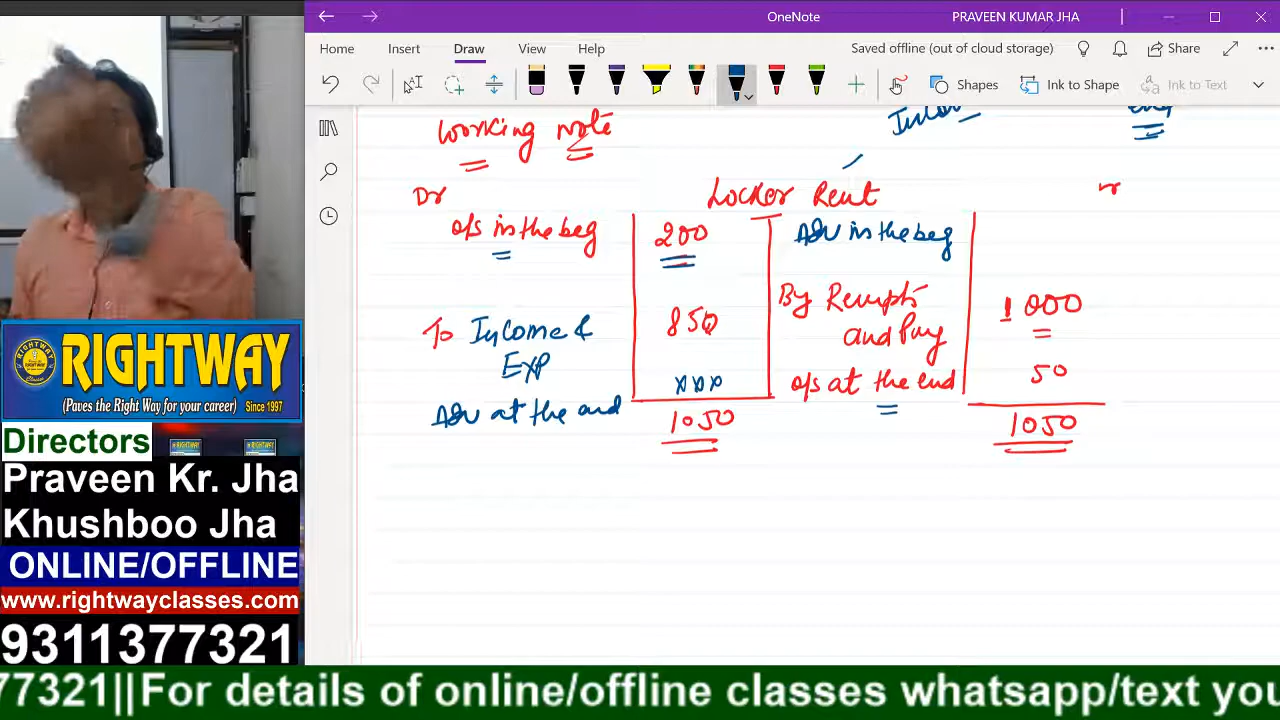 OneNote
PRAVEEN KUMAR JHA
Home Insert Draw View Help
Saved offline (out of cloud storage)
Share
Shapes
Ink to Shape
Ink to Text
Working note
Dr
Locker Rent
o/s in the beg 200
Adv in the beg
By Receipts
and Pay 1000
To Income &
Exp 850
o/s at the end 50
xxx
Adv at the end
1050
1050
RIGHTWAY
RIGHTWAY
(Paves the Right Way for your career) Since 1997
Directors
Praveen Kr. Jha
Khushboo Jha
ONLINE/OFFLINE
www.rightwayclasses.com
9311377321
77321||For details of online/offline classes whatsapp/text you